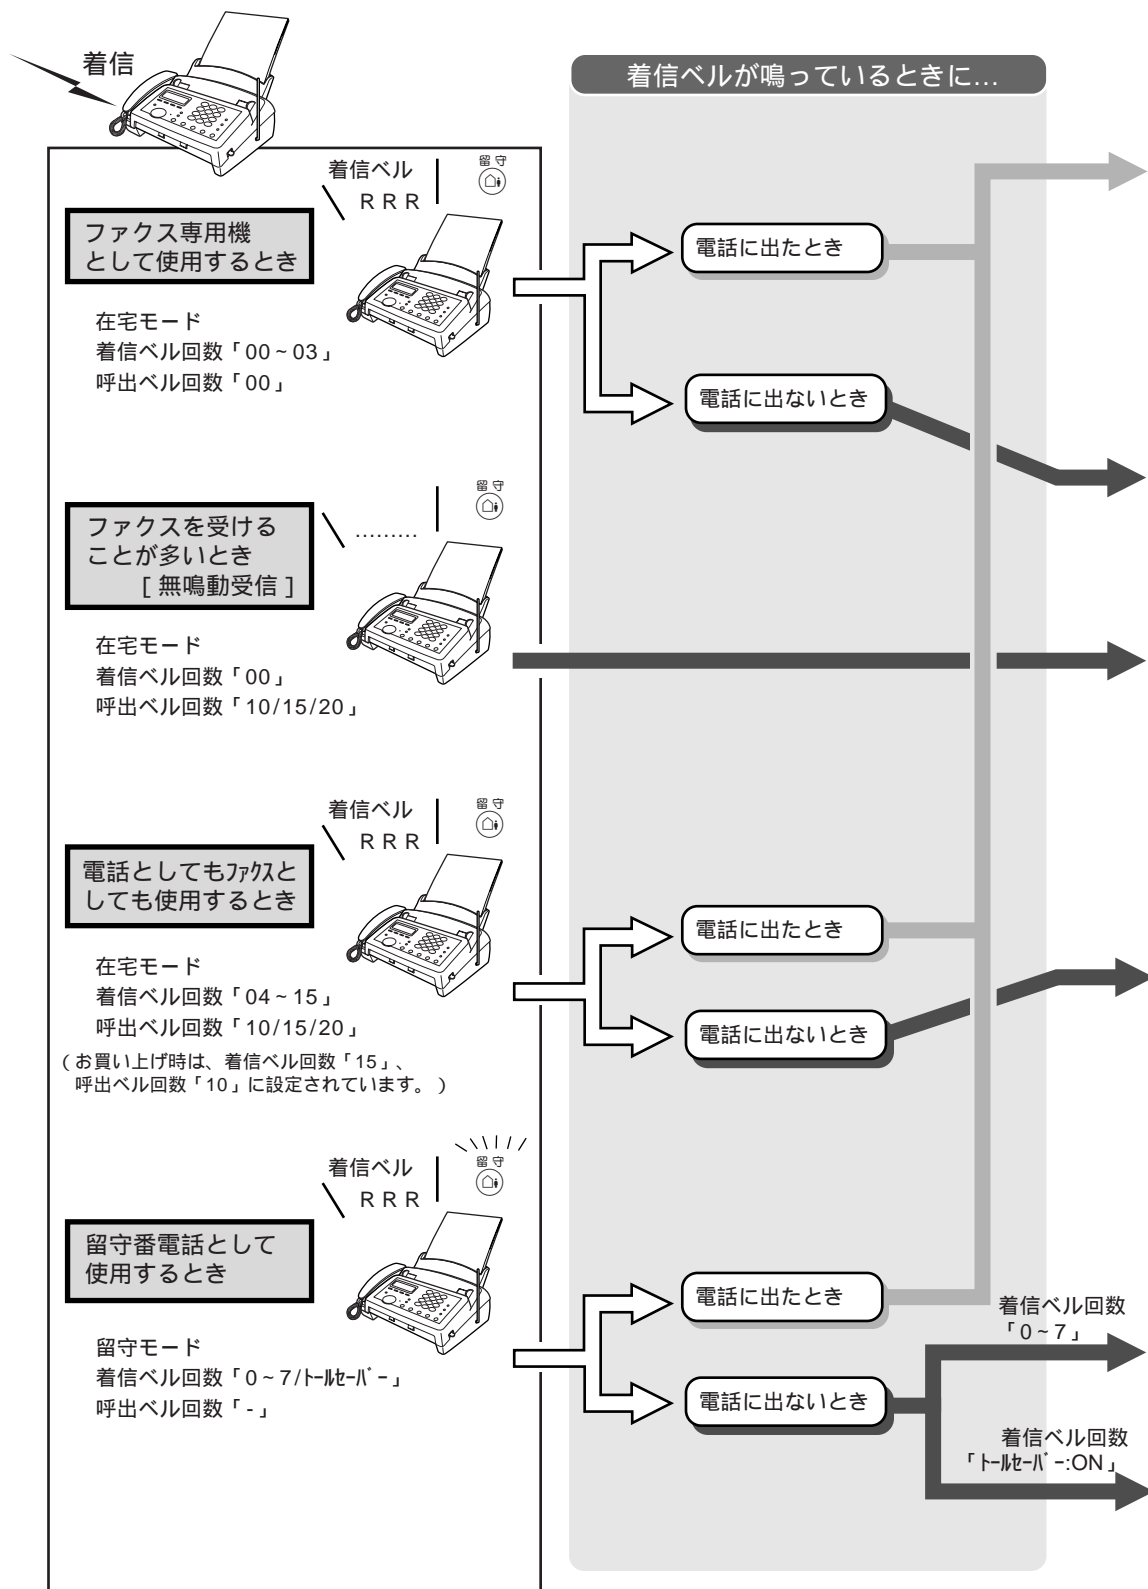 着信
着信ベルが鳴っているときに...
着信ベル
RRR
留守
ファクス専用機
として使用するとき
在宅モード
着信ベル回数「00~03」
呼出ベル回数「00」
電話に出たとき
電話に出ないとき
留守
.........
ファクスを受ける
ことが多いとき
[無鳴動受信]
在宅モード
着信ベル回数「00」
呼出ベル回数「10/15/20」
着信ベル
RRR
留守
電話としてもファクスと
しても使用するとき
在宅モード
着信ベル回数「04~15」
呼出ベル回数「10/15/20」
(お買い上げ時は、着信ベル回数「15」、
呼出ベル回数「10」に設定されています。)
電話に出たとき
電話に出ないとき
着信ベル
RRR
留守
留守番電話として
使用するとき
留守モード
着信ベル回数「0~7/トールセーバー」
呼出ベル回数「-」
電話に出たとき
電話に出ないとき
着信ベル回数
「0~7」
着信ベル回数
「トールセーバー:ON」